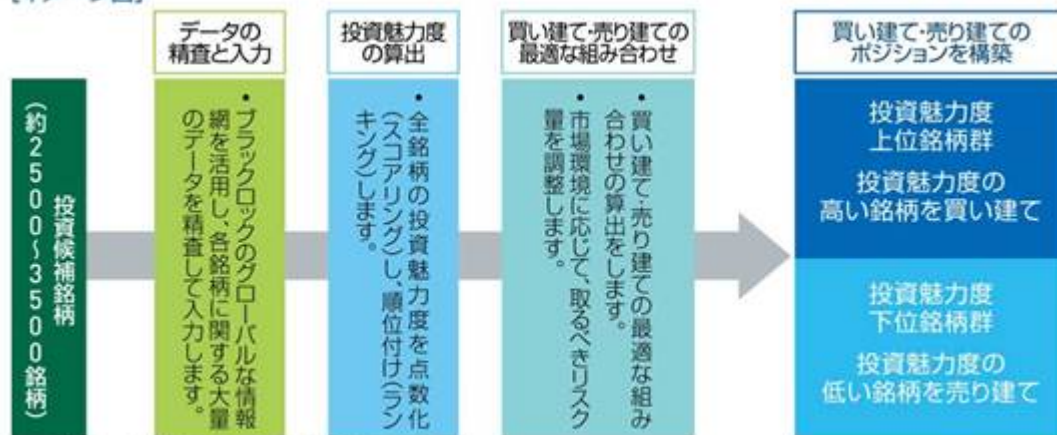 データの
精査と入力
投資魅力度
の算出
買い建て・売り建ての
最適な組み合わせ
買い建て・売り建ての
ポジションを構築
投資候補銘柄
(約2500~3500銘柄)
・ブラックロックのグローバルな情報
網を活用し、各銘柄に関する大量
のデータを精査して入力します。
・全銘柄の投資魅力度を点数化
(スコアリング)し、順位付け(ラン
キング)します。
・買い建て・売り建ての最適な組み
合わせの算出をします。
・市場環境に応じて、取るべきリスク
量を調整します。
投資魅力度
上位銘柄群
投資魅力度の
高い銘柄を買い建て
投資魅力度
下位銘柄群
投資魅力度の
低い銘柄を売り建て